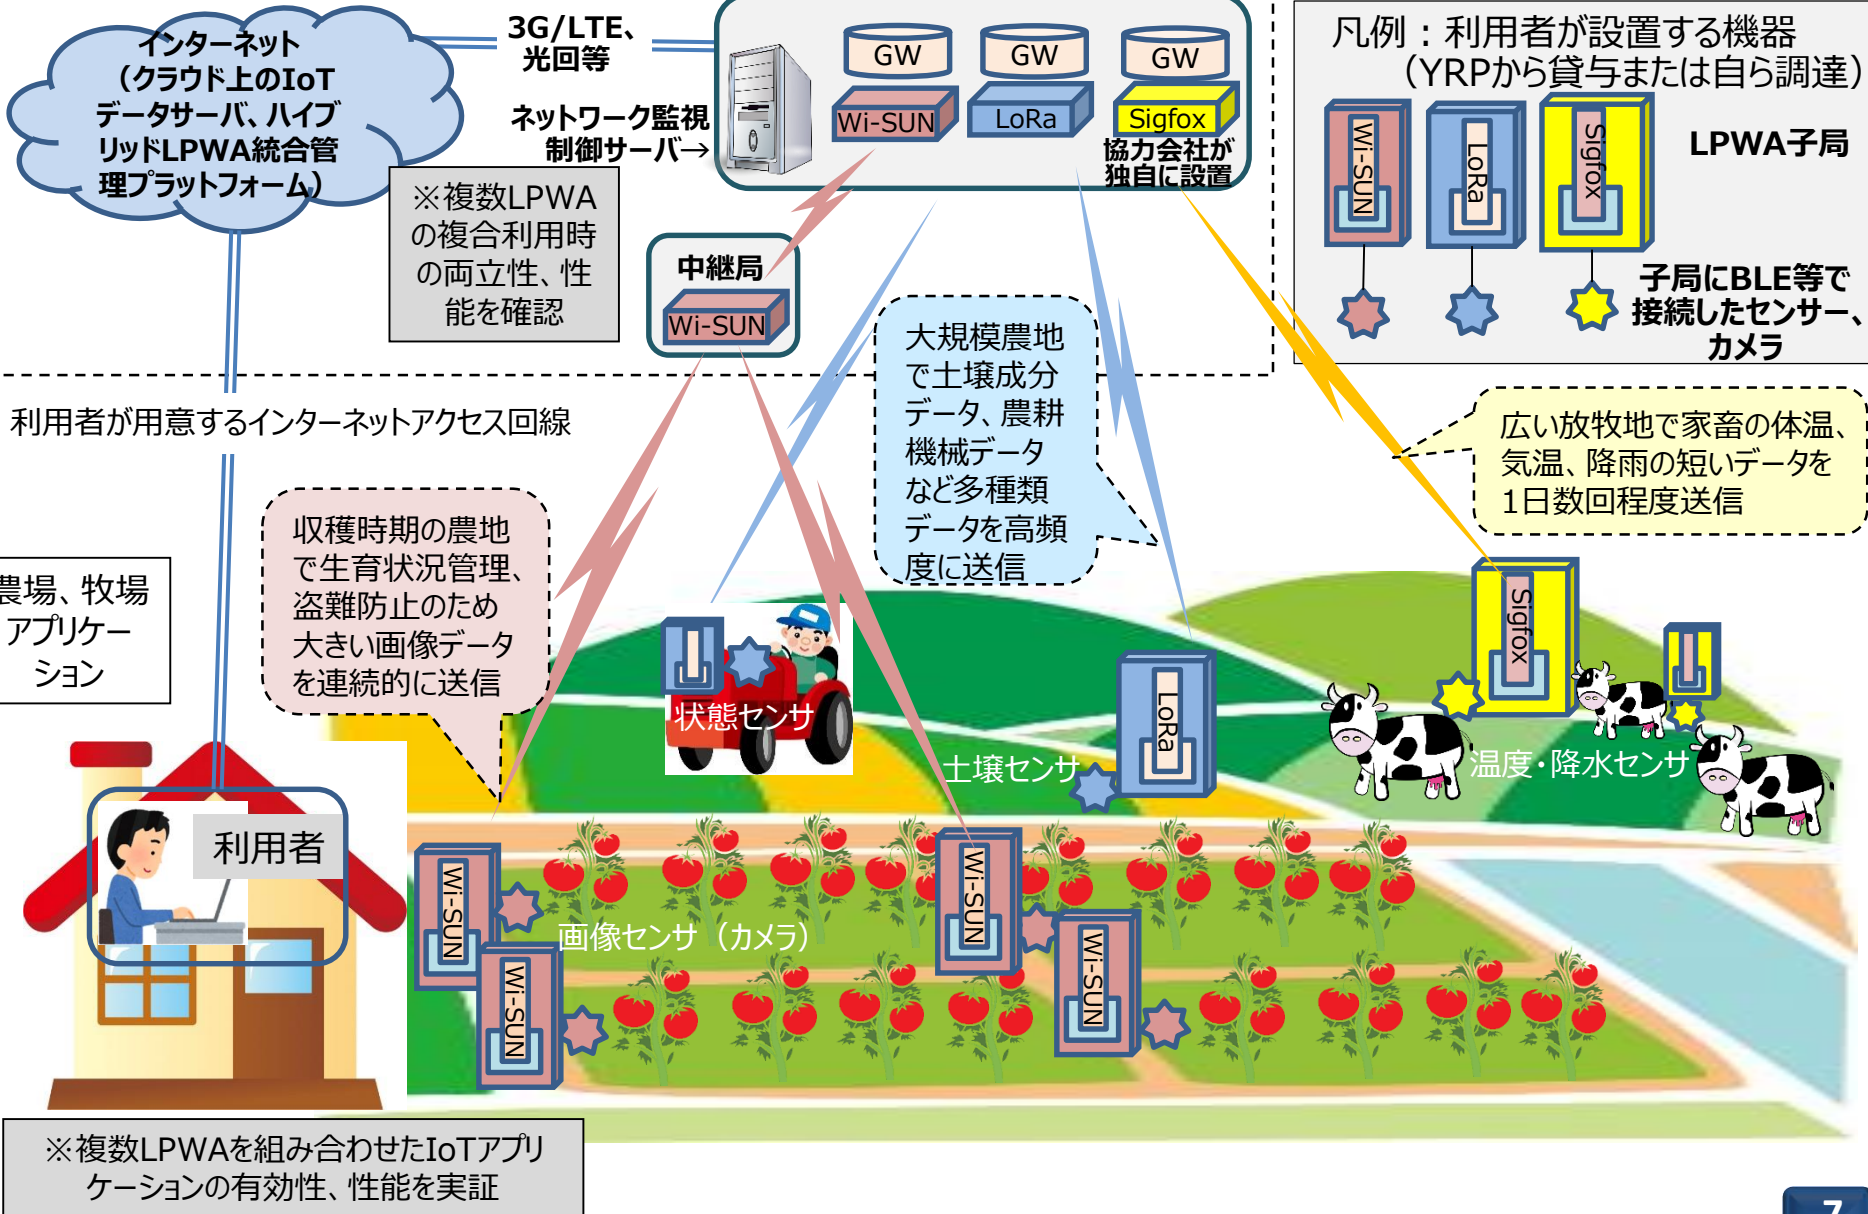 インターネット
（クラウド上のIoT
データサーバ、ハイブ
リッドLPWA統合管
理プラットフォーム）
3G/LTE、
光回等
ネットワーク監視
制御サーバ→
GW
GW
GW
Wi-SUN
LoRa
Sigfox
協力会社が
独自に設置
凡例：利用者が設置する機器
（YRPから貸与または自ら調達）
Wi-SUN
LoRa
Sigfox
LPWA子局
子局にBLE等で
接続したセンサー、
カメラ
※複数LPWA
の複合利用時
の両立性、性
能を確認
中継局
Wi-SUN
利用者が用意するインターネットアクセス回線
大規模農地
で土壌成分
データ、農耕
機械データ
など多種類
データを高頻
度に送信
広い放牧地で家畜の体温、
気温、降雨の短いデータを
1日数回程度送信
収穫時期の農地
で生育状況管理、
盗難防止のため
大きい画像データ
を連続的に送信
農場、牧場
アプリケー
ション
状態センサ
土壌センサ
LoRa
Sigfox
温度・降水センサ
利用者
Wi-SUN
Wi-SUN
画像センサ（カメラ）
Wi-SUN
Wi-SUN
※複数LPWAを組み合わせたIoTアプリ
ケーションの有効性、性能を実証
7